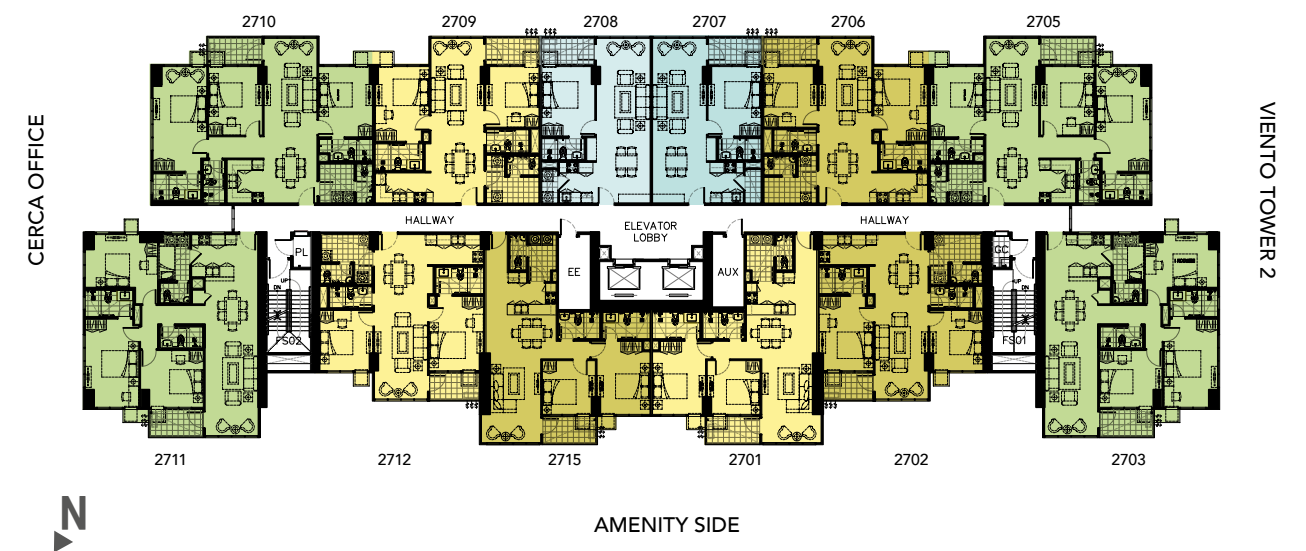 2710
2709
2708
2707
2706
2705
CERCA OFFICE
VIENTO TOWER 2
HALLWAY
ELEVATOR
LOBBY
HALLWAY
PL
EE
AUX
GC
UP
DN
UP
DN
FS02
FS01
2711
2712
2715
2701
2702
2703
N
AMENITY SIDE